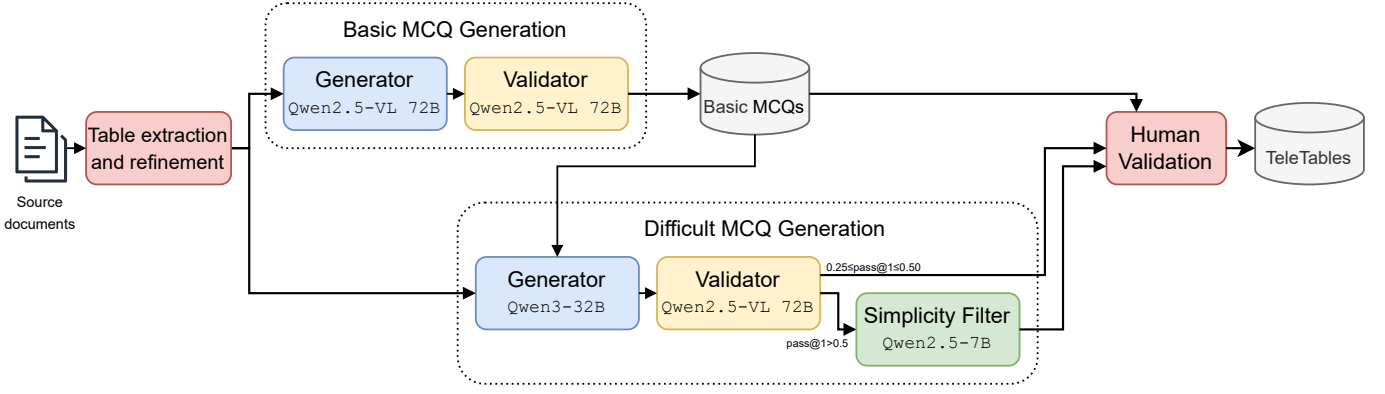 Basic MCQ Generation
Generator
Qwen2.5-VL 72B
Validator
Qwen2.5-VL 72B
Basic MCQs
Table extraction
and refinement
Source
documents
Human
Validation
TeleTables
Difficult MCQ Generation
Generator
Qwen3-32B
Validator
Qwen2.5-VL 72B
0.25≤pass@1≤0.50
pass@1>0.5
Simplicity Filter
Qwen2.5-7B